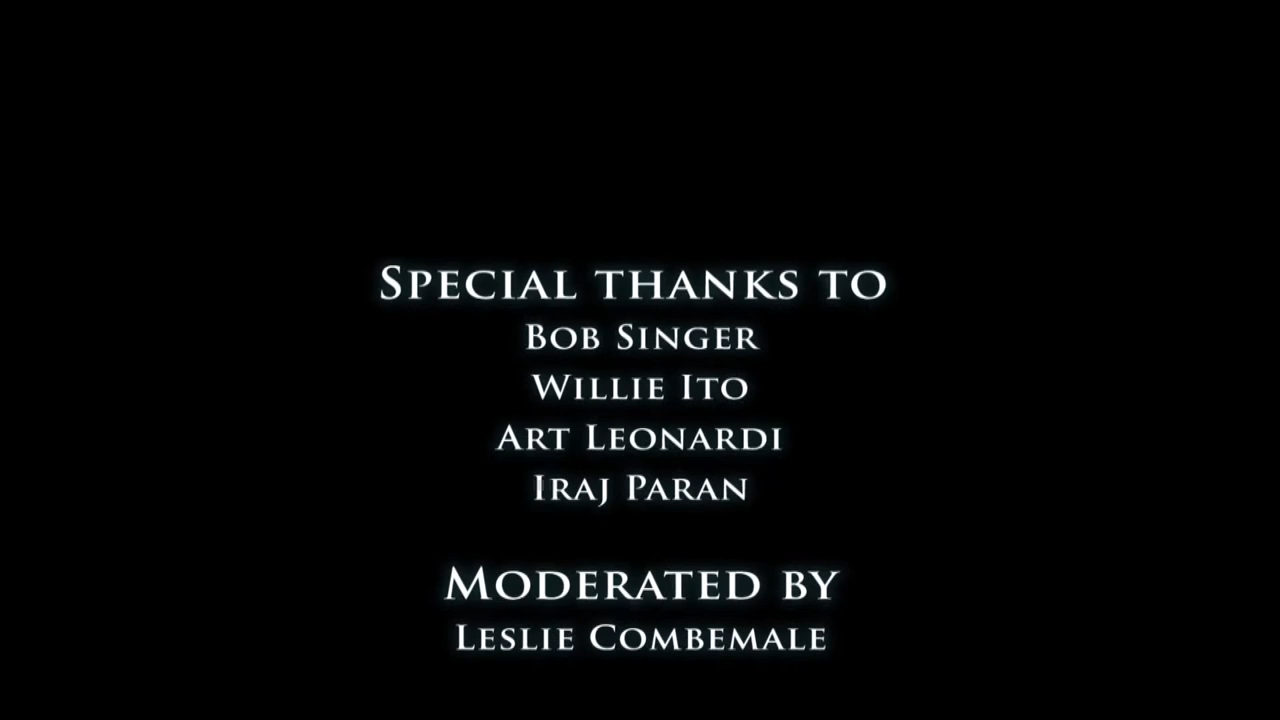 Special thanks to
Bob Singer
Willie Ito
Art Leonardi
Iraj Paran
Moderated by
Leslie Combemale